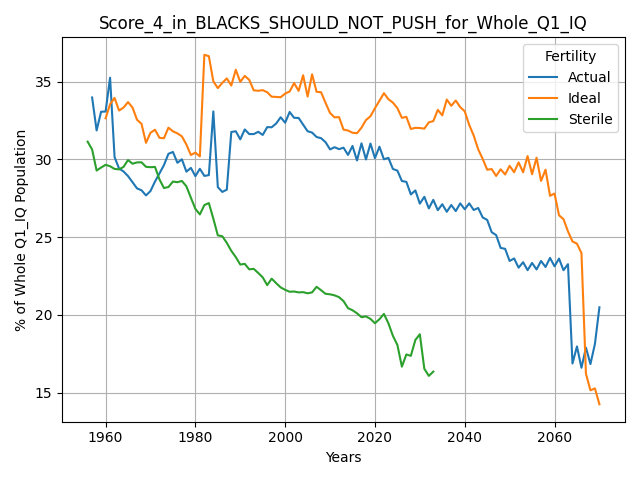 Score_4_in_BLACKS_SHOULD_NOT_PUSH_for_Whole_Q1_IQ
Fertility
Actual
Ideal
Sterile
% of Whole Q1_IQ Population
35
30
25
20
15
1960
1980
2000
2020
2040
2060
Years